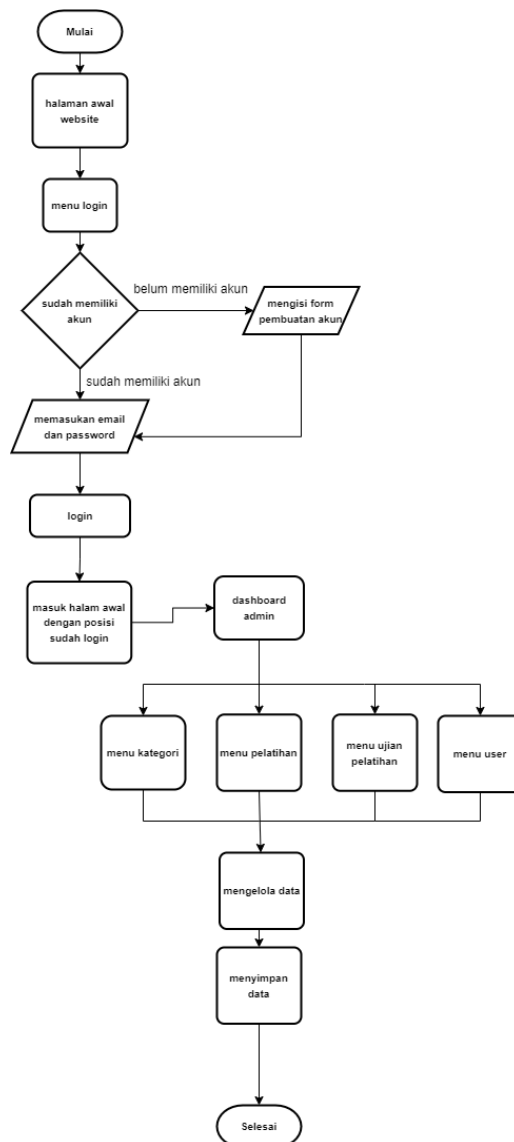 Mulai
halaman awal
website
menu login
sudah memiliki
akun
belum memiliki akun
mengisi form
pembuatan akun
sudah memiliki akun
memasukan email
dan password
login
masuk halam awal
dengan posisi
sudah login
dashboard
admin
menu kategori
menu pelatihan
menu ujian
pelatihan
menu user
mengelola data
menyimpan
data
Selesai